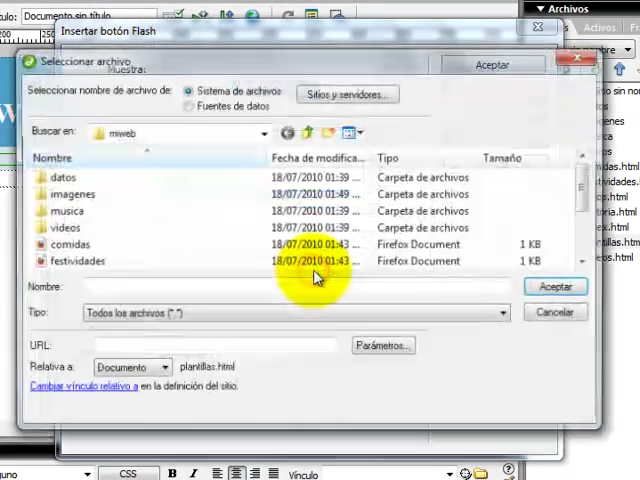 culo: Documento sin título
Archivos
200 250
Insertar botón Flash
Activos
Seleccionar archivo
Muestra:
Aceptar
Seleccionar nombre de archivo de:
Sistema de archivos
Sitios y servidores...
Fuentes de datos
Buscar en: miweb
Nombre Fecha de modifica... Tipo Tamaño
datos 18/07/2010 01:39 ... Carpeta de archivos
imagenes 18/07/2010 01:49 ... Carpeta de archivos
musica 18/07/2010 01:39 ... Carpeta de archivos
videos 18/07/2010 01:39 ... Carpeta de archivos
comidas 18/07/2010 01:43 ... Firefox Document 1 KB
festividades 18/07/2010 01:43 ... Firefox Document 1 KB
Nombre: Aceptar
Tipo: Todos los archivos (*.*) Cancelar
URL: Parámetros...
Relativa a: Documento plantillas.html
Cambiar vínculo relativo a en la definición del sitio.
guno CSS B I Vínculo